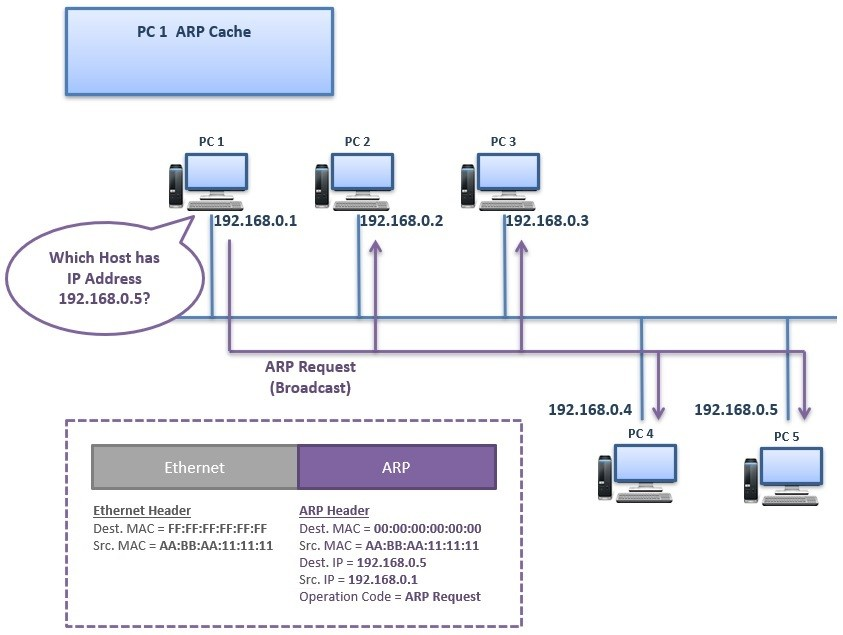 PC 1 ARP Cache
PC 1
PC 2
PC 3
192.168.0.1
192.168.0.2
192.168.0.3
Which Host has
IP Address
192.168.0.5?
ARP Request
(Broadcast)
192.168.0.4
192.168.0.5
PC 4
PC 5
Ethernet
ARP
Ethernet Header
Dest. MAC = FF:FF:FF:FF:FF:FF
Src. MAC = AA:BB:AA:11:11:11
ARP Header
Dest. MAC = 00:00:00:00:00:00
Src. MAC = AA:BB:AA:11:11:11
Dest. IP = 192.168.0.5
Src. IP = 192.168.0.1
Operation Code = ARP Request